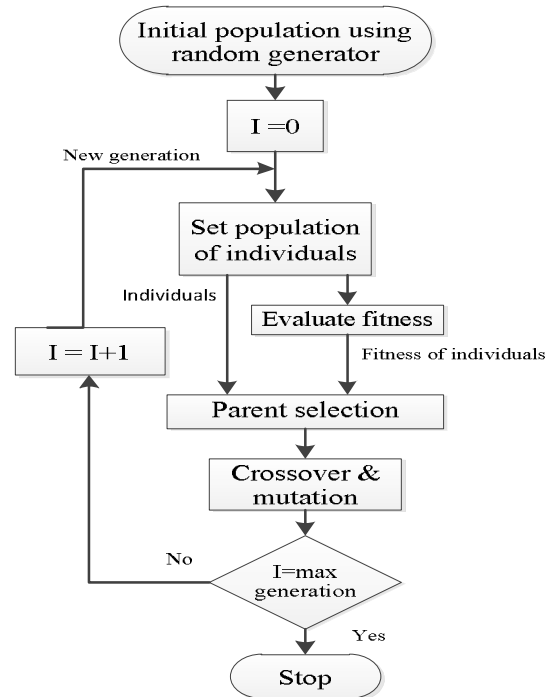 Initial population using
random generator
I =0
New generation
Set population
of individuals
Individuals
Evaluate fitness
I = I+1
Fitness of individuals
Parent selection
Crossover &
mutation
No
I=max
generation
Yes
Stop